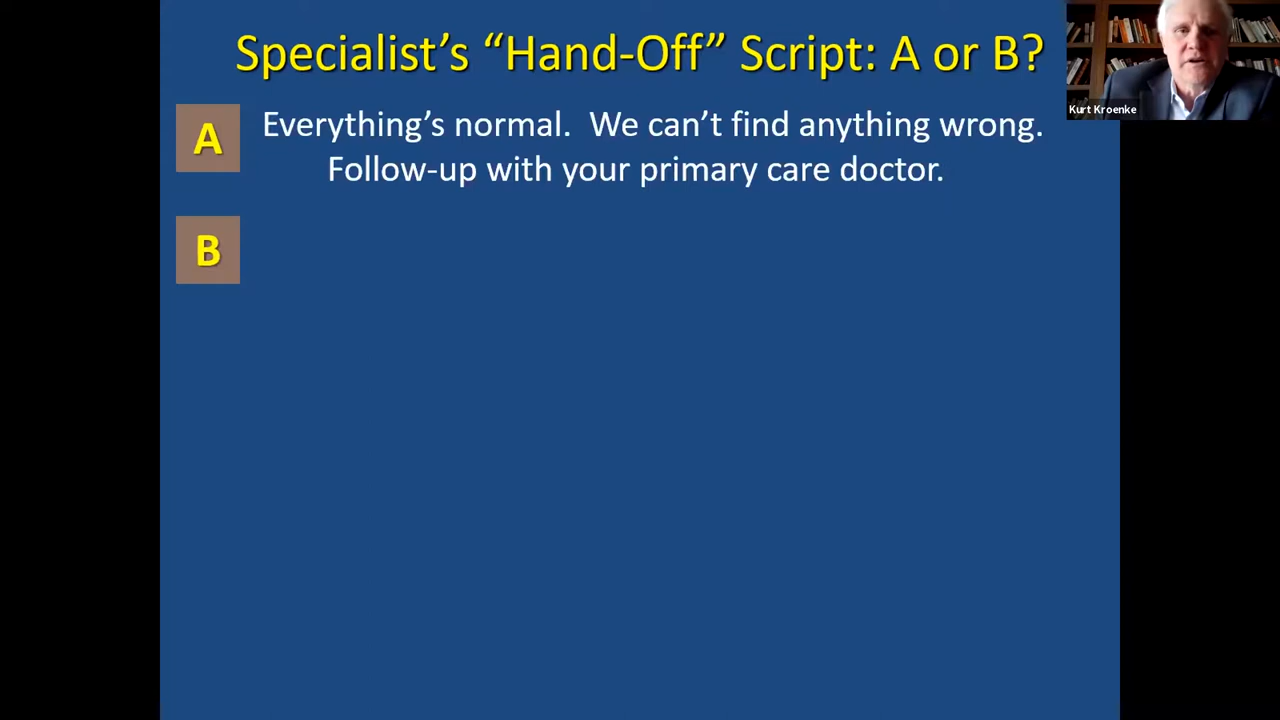 Specialist’s “Hand-Off” Script: A or B?
Kurt Kroenke
A
Everything’s normal.  We can’t find anything wrong.
Follow-up with your primary care doctor.
B